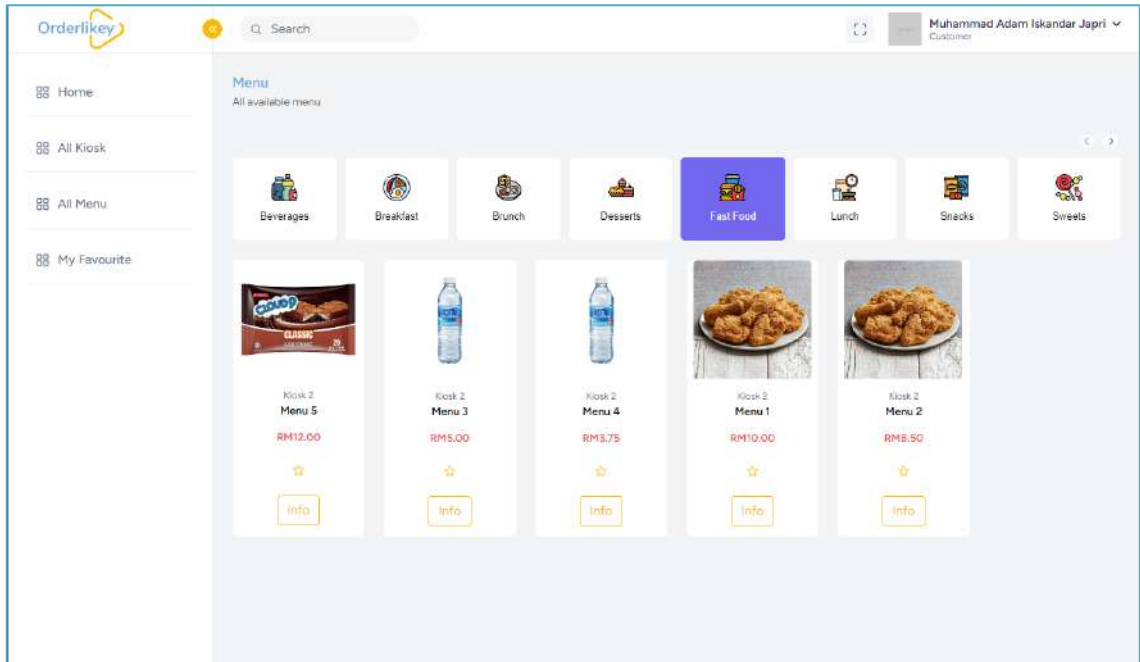 Orderlikey
Search
Muhammad Adam Iskandar Japri
Customer
Home
All Kiosk
All Menu
My Favourite
Menu
All available menu
Beverages
Breakfast
Brunch
Desserts
Fast Food
Lunch
Snacks
Sweets
CLOUD9
CLASSIC
Kiosk 2
Menu 5
RM12.00
Info
Kiosk 2
Menu 3
RM5.00
Info
Kiosk 2
Menu 4
RM3.75
Info
Kiosk 2
Menu 1
RM10.00
Info
Kiosk 2
Menu 2
RM8.50
Info